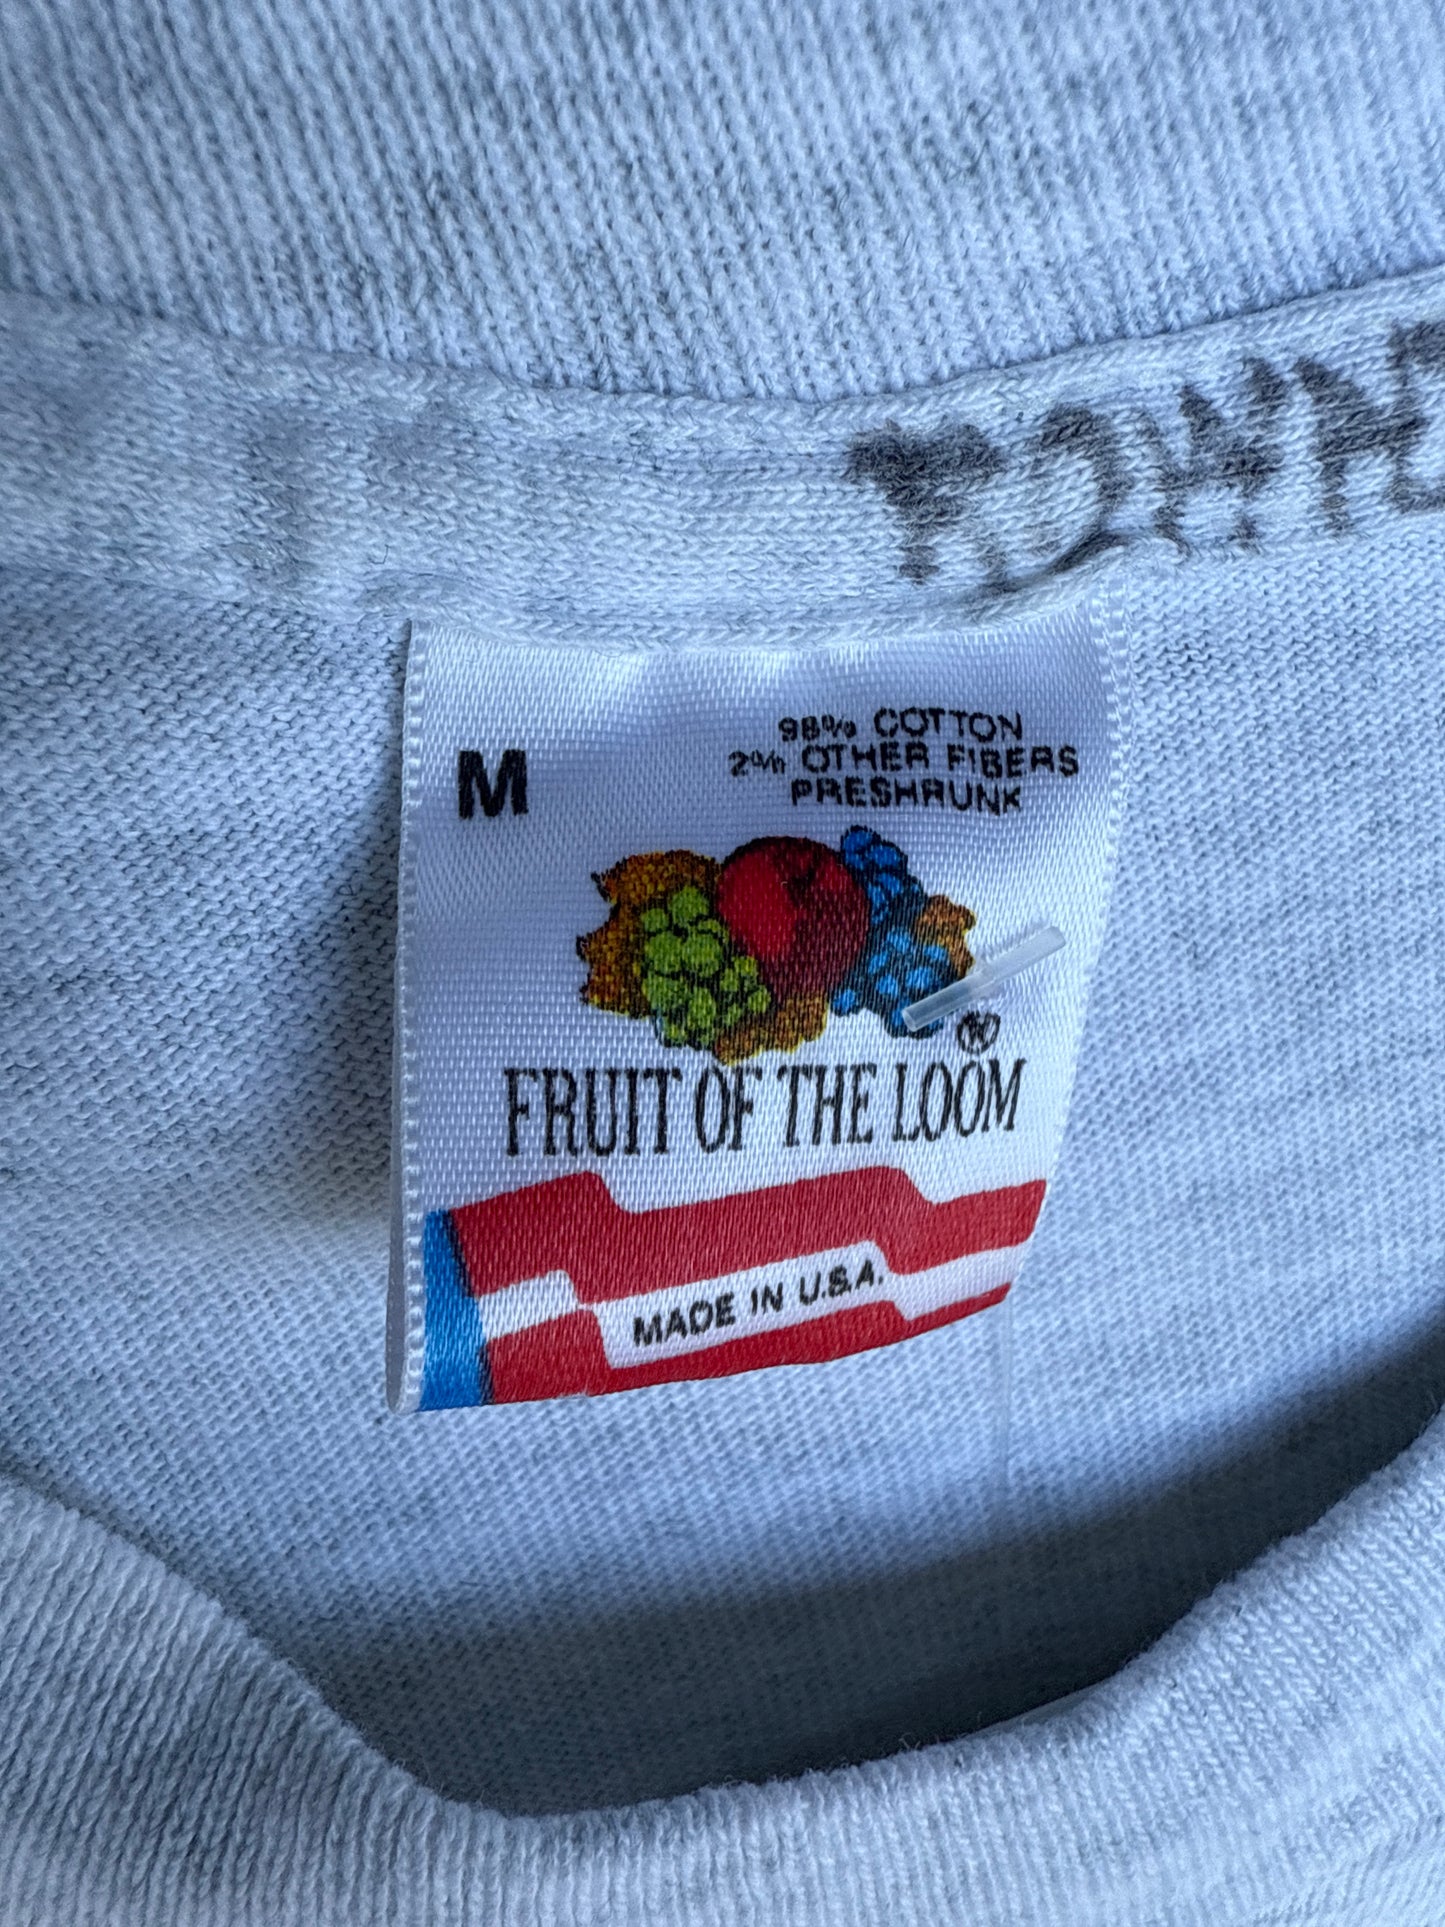 M
98% COTTON
2% OTHER FIBERS
PRESHRUNK
®
FRUIT OF THE LOOM
MADE IN U.S.A.